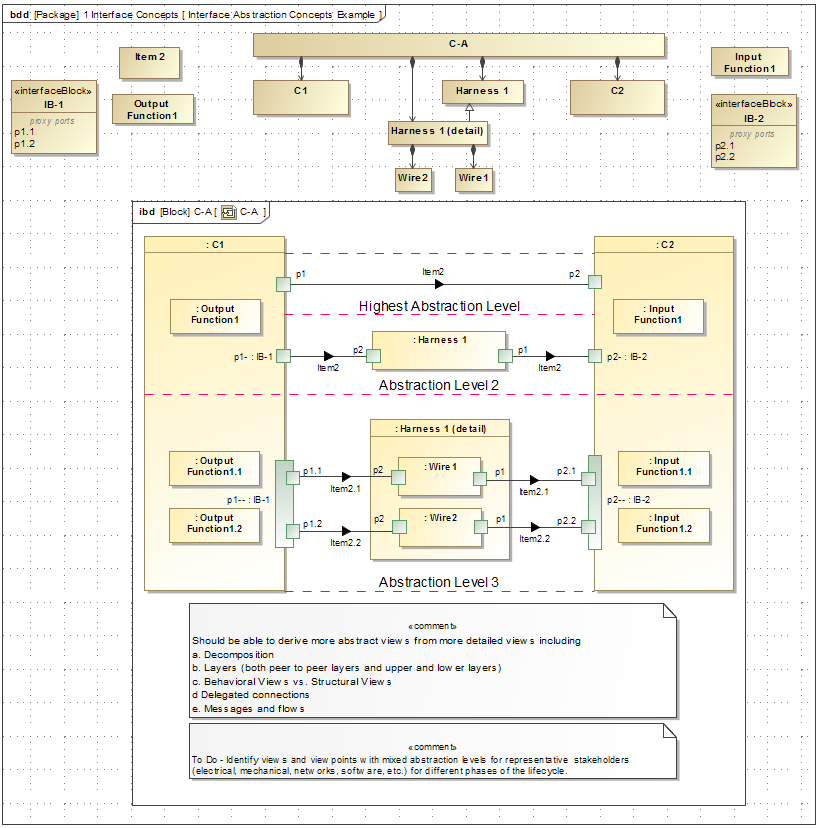 bdd [Package] 1 Interface Concepts [ Interface Abstraction Concepts Example ]
C-A
Item 2
Input
Function1
«interfaceBlock»
IB-1
proxy ports
p1.1
p1.2
Output
Function1
C1
Harness 1
C2
«interfaceBlock»
IB-2
proxy ports
p2.1
p2.2
Harness 1 (detail)
Wire2
Wire1
ibd [Block] C-A [ C-A ]
: C1
: C2
p1
Item2
p2
Highest Abstraction Level
: Output
Function1
: Input
Function1
: Harness 1
p1- : IB-1
p2
p1
p2- : IB-2
Item2
Item2
Abstraction Level 2
: Harness 1 (detail)
: Output
Function1.1
: Input
Function1.1
p1.1
p2
: Wire1
p1
p2.1
Item2.1
Item2.1
p1-- : IB-1
p2-- : IB-2
: Output
Function1.2
: Input
Function1.2
p1.2
p2
: Wire2
p1
p2.2
Item2.2
Item2.2
Abstraction Level 3
«comment»
Should be able to derive more abstract views from more detailed views including
a. Decomposition
b. Layers (both peer to peer layers and upper and lower layers)
c. Behavioral Views vs. Structural Views
d Delegated connections
e. Messages and flows
«comment»
To Do - Identify views and view points with mixed abstraction levels for representative stakeholders
(electrical, mechanical, networks, software, etc.) for different phases of the lifecycle.